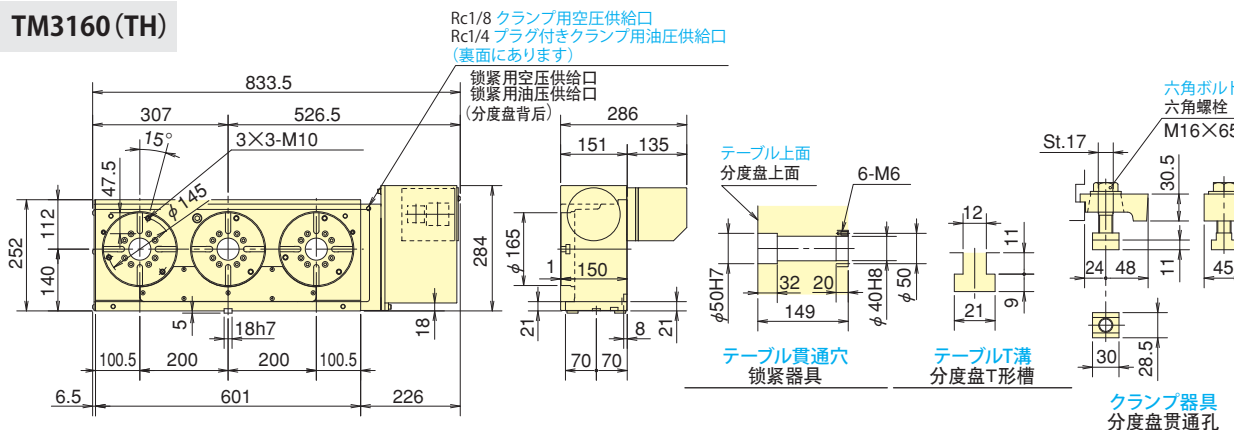 TM3160(TH)
Rc1/8 クランプ用空圧供給口
Rc1/4 プラグ付きクランプ用油圧供給口
(裏面にあります)
锁紧用空压供给口
锁紧用油压供给口
(分度盘背后)
833.5
307
526.5
15°
3×3-M10
47.5
φ145
112
252
140
284
5
18h7
18
100.5
200
200
100.5
6.5
601
226
286
151
135
φ165
1
150
21
21
8
70
70
テーブル上面
分度盘上面
6-M6
φ50H7
32
20
φ40H8
φ50
149
テーブル貫通穴
锁紧器具
12
11
21
9
テーブルT溝
分度盘T形槽
六角ボルト
六角螺栓
M16×65
St.17
30.5
24
48
11
45
30
28.5
クランプ器具
分度盘贯通孔